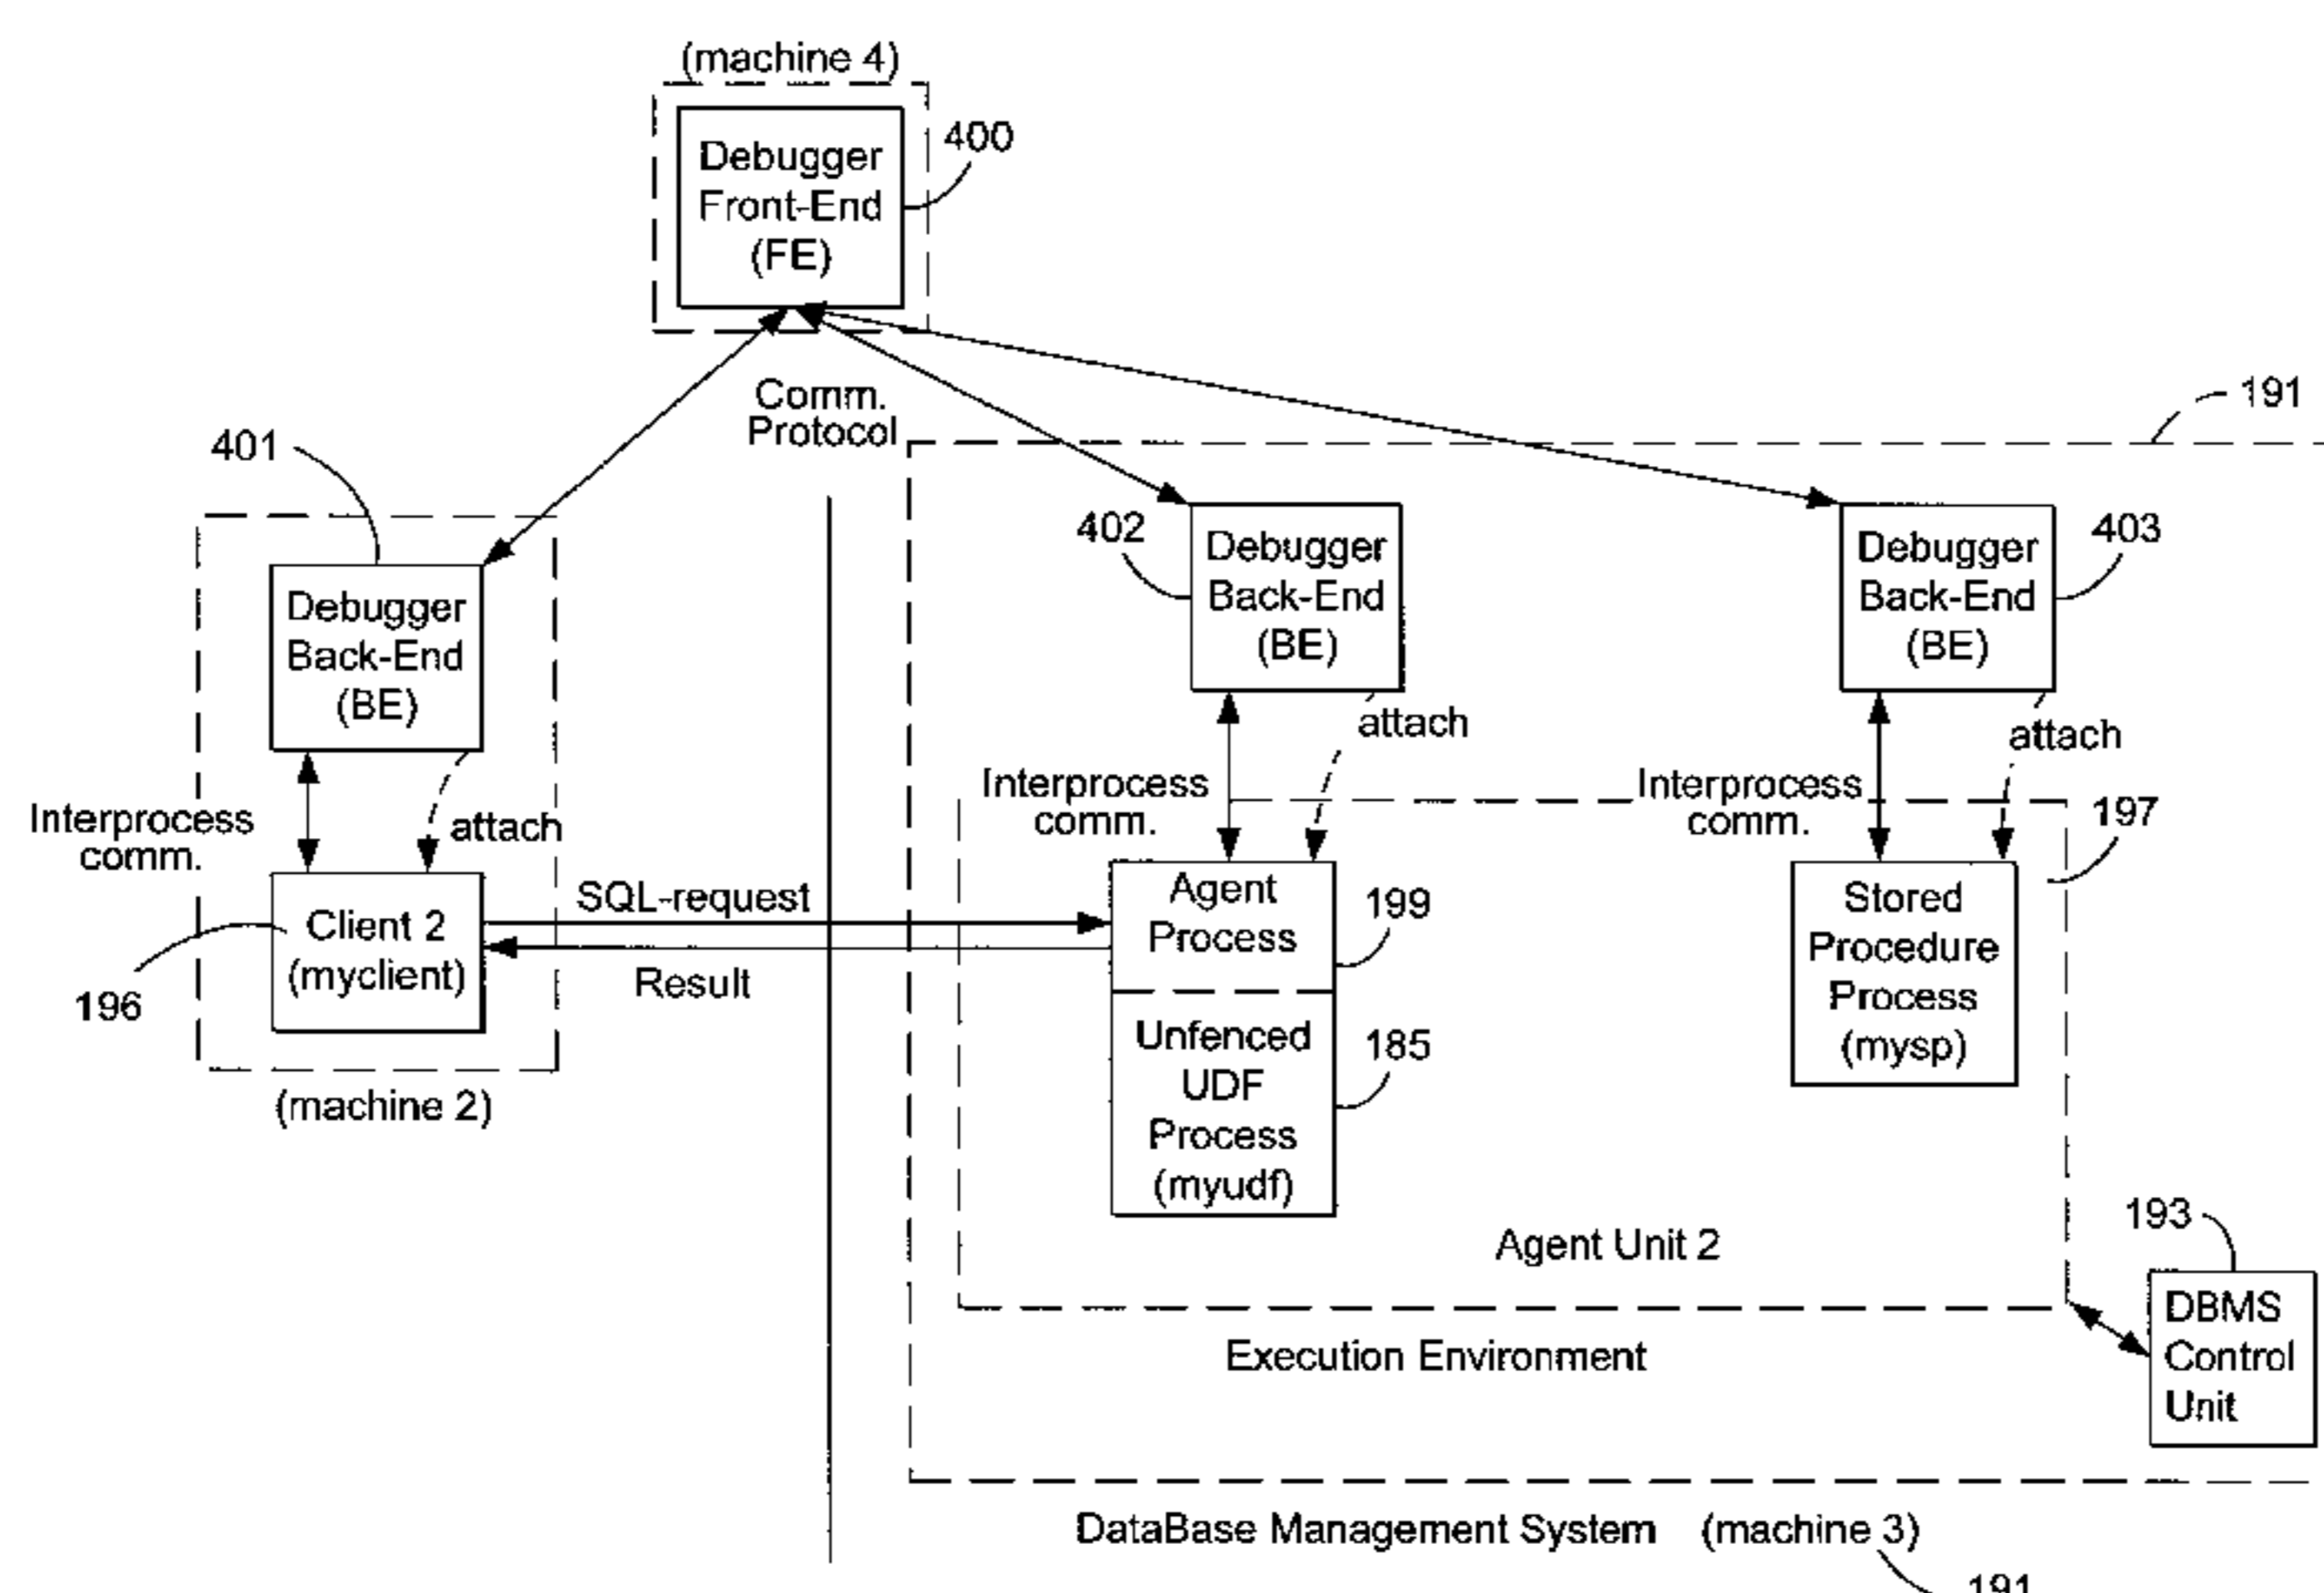 (machine 4)
Debugger
Front-End
(FE)
400
Comm.
Protocol
191
401
Debugger
Back-End
(BE)
402
Debugger
Back-End
(BE)
403
Debugger
Back-End
(BE)
Interprocess
comm.
attach
Interprocess
comm.
attach
Interprocess
comm.
attach
197
Client 2
(myclient)
196
(machine 2)
SQL-request
Result
Agent
Process
199
Unfenced
UDF
Process
(myudf)
185
Stored
Procedure
Process
(mysp)
Agent Unit 2
Execution Environment
193
DBMS
Control
Unit
DataBase Management System (machine 3)
191